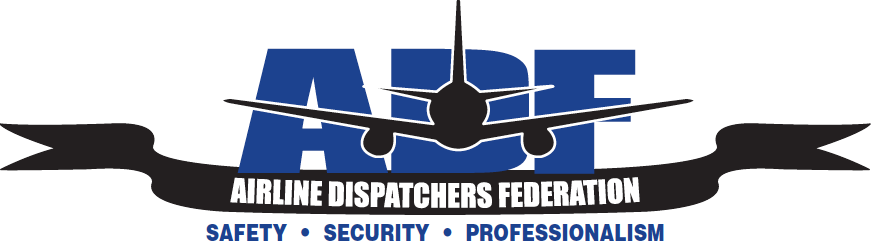 ADF
AIRLINE DISPATCHERS FEDERATION
SAFETY • SECURITY • PROFESSIONALISM